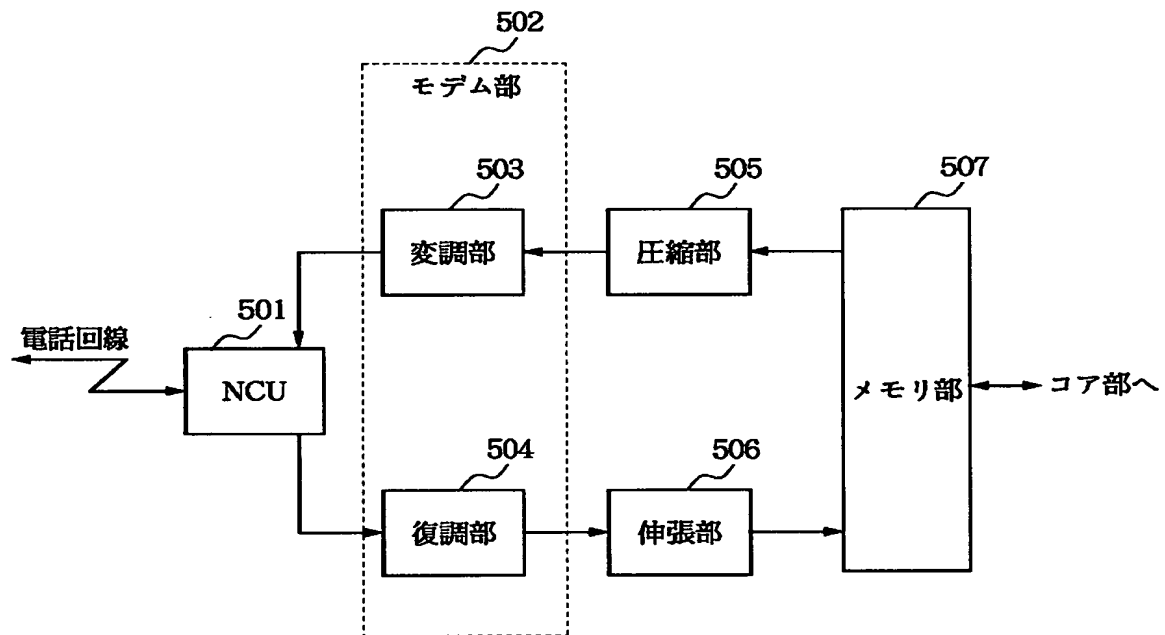 502
モデム部
503
505
507
変調部
圧縮部
501
電話回線
NCU
メモリ部
コア部へ
504
506
復調部
伸張部